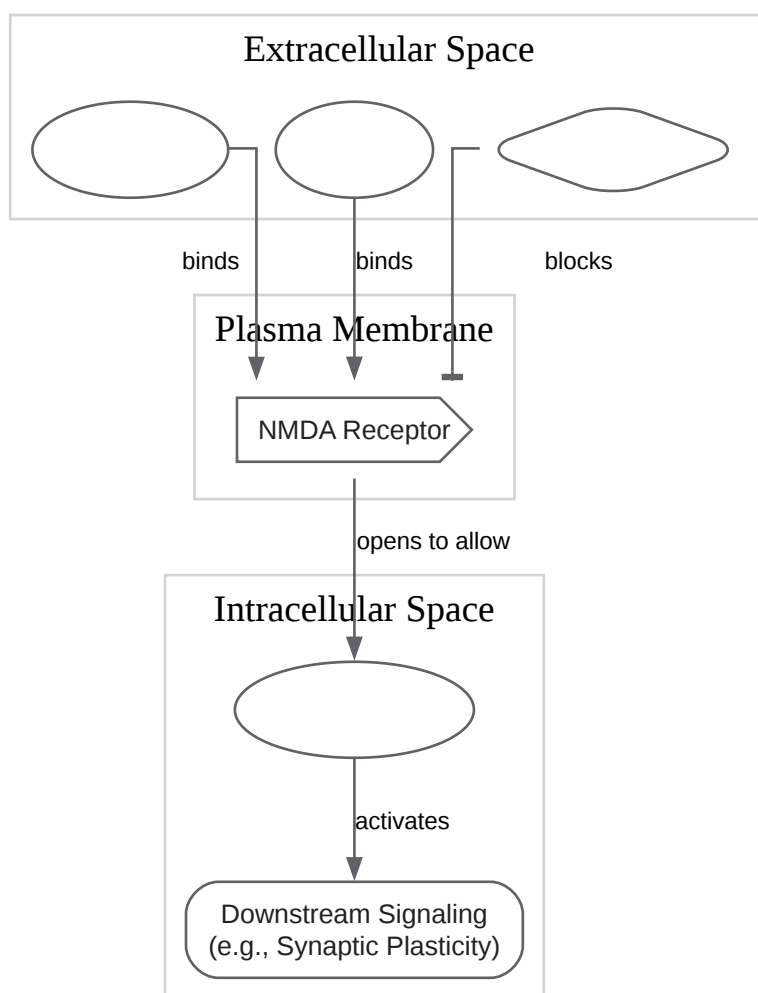 Extracellular Space
binds
binds
blocks
Plasma Membrane
NMDA Receptor
opens to allow
Intracellular Space
activates
Downstream Signaling
(e.g., Synaptic Plasticity)